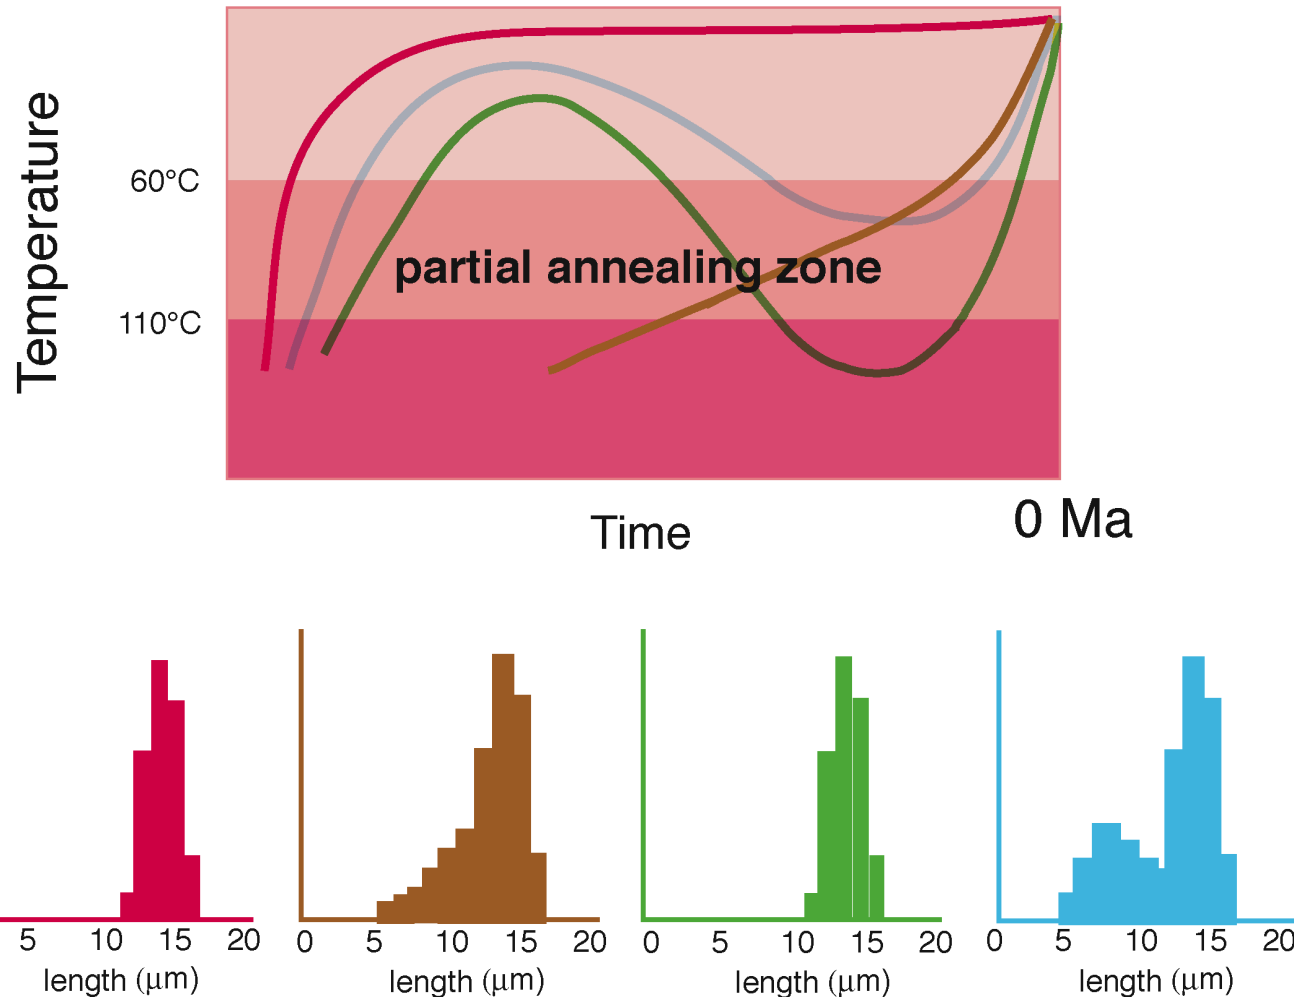 Temperature
60°C
partial annealing zone
110°C
Time
0 Ma
5 10 15 20
length (μm)
0 5 10 15 20
length (μm)
0 5 10 15 20
length (μm)
0 5 10 15 20
length (μm)